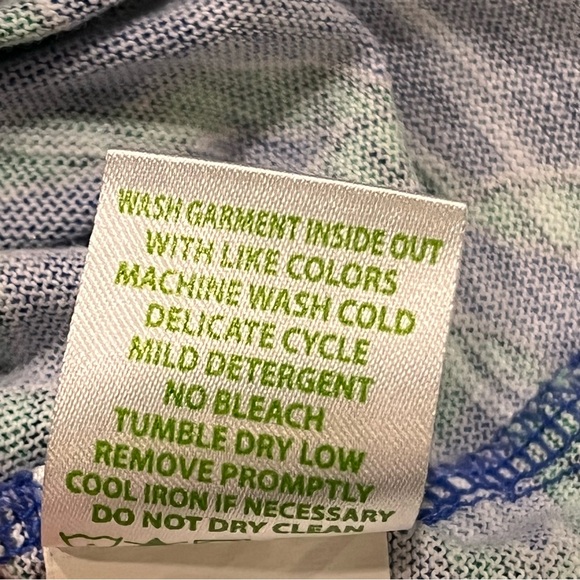 WASH GARMENT INSIDE OUT
WITH LIKE COLORS
MACHINE WASH COLD
DELICATE CYCLE
MILD DETERGENT
NO BLEACH
TUMBLE DRY LOW
REMOVE PROMPTLY
COOL IRON IF NECESSARY
DO NOT DRY CLEAN